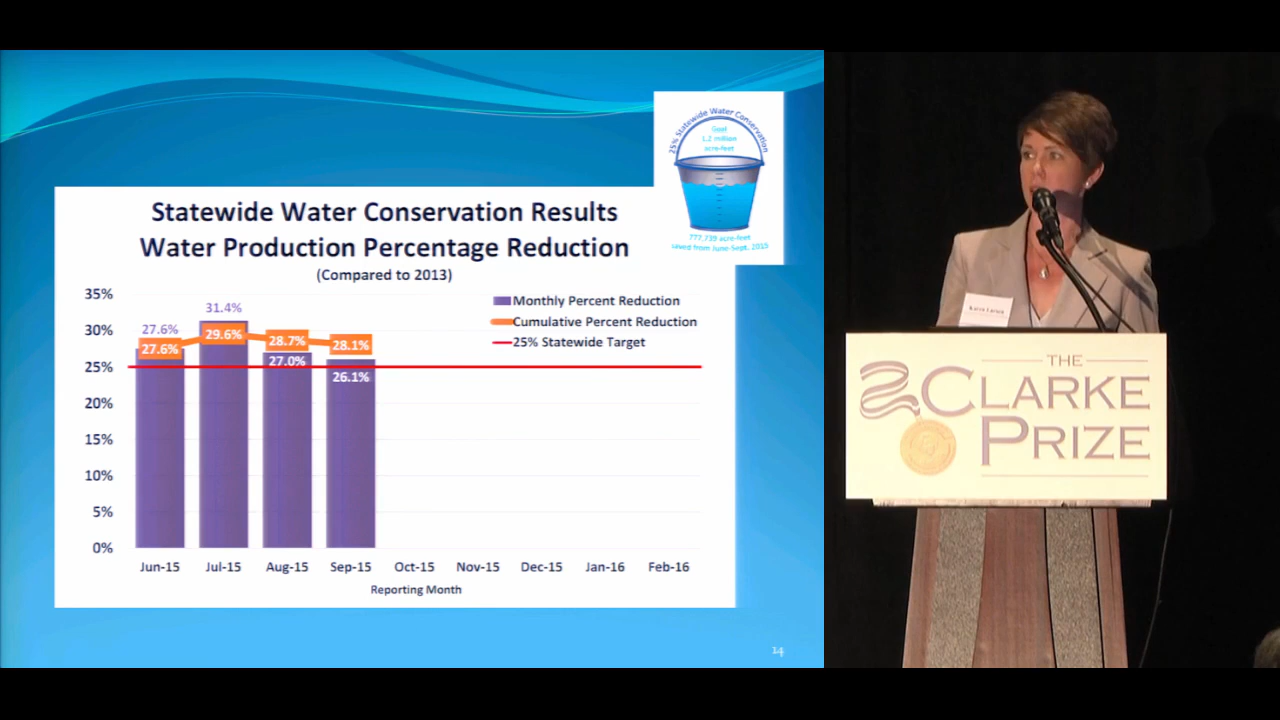 25% Statewide Water Conservation
Goal
1.2 million
acre-feet
777,739 acre-feet
saved from June-Sept, 2015
Statewide Water Conservation Results
Water Production Percentage Reduction
(Compared to 2013)
35%
30%
25%
20%
15%
10%
5%
0%
Monthly Percent Reduction
Cumulative Percent Reduction
25% Statewide Target
27.6%
31.4%
27.0%
26.1%
27.6%
29.6%
28.7%
28.1%
Jun-15 Jul-15 Aug-15 Sep-15 Oct-15 Nov-15 Dec-15 Jan-16 Feb-16
Reporting Month
14
Karen Larsen
THE
CLARKE
PRIZE